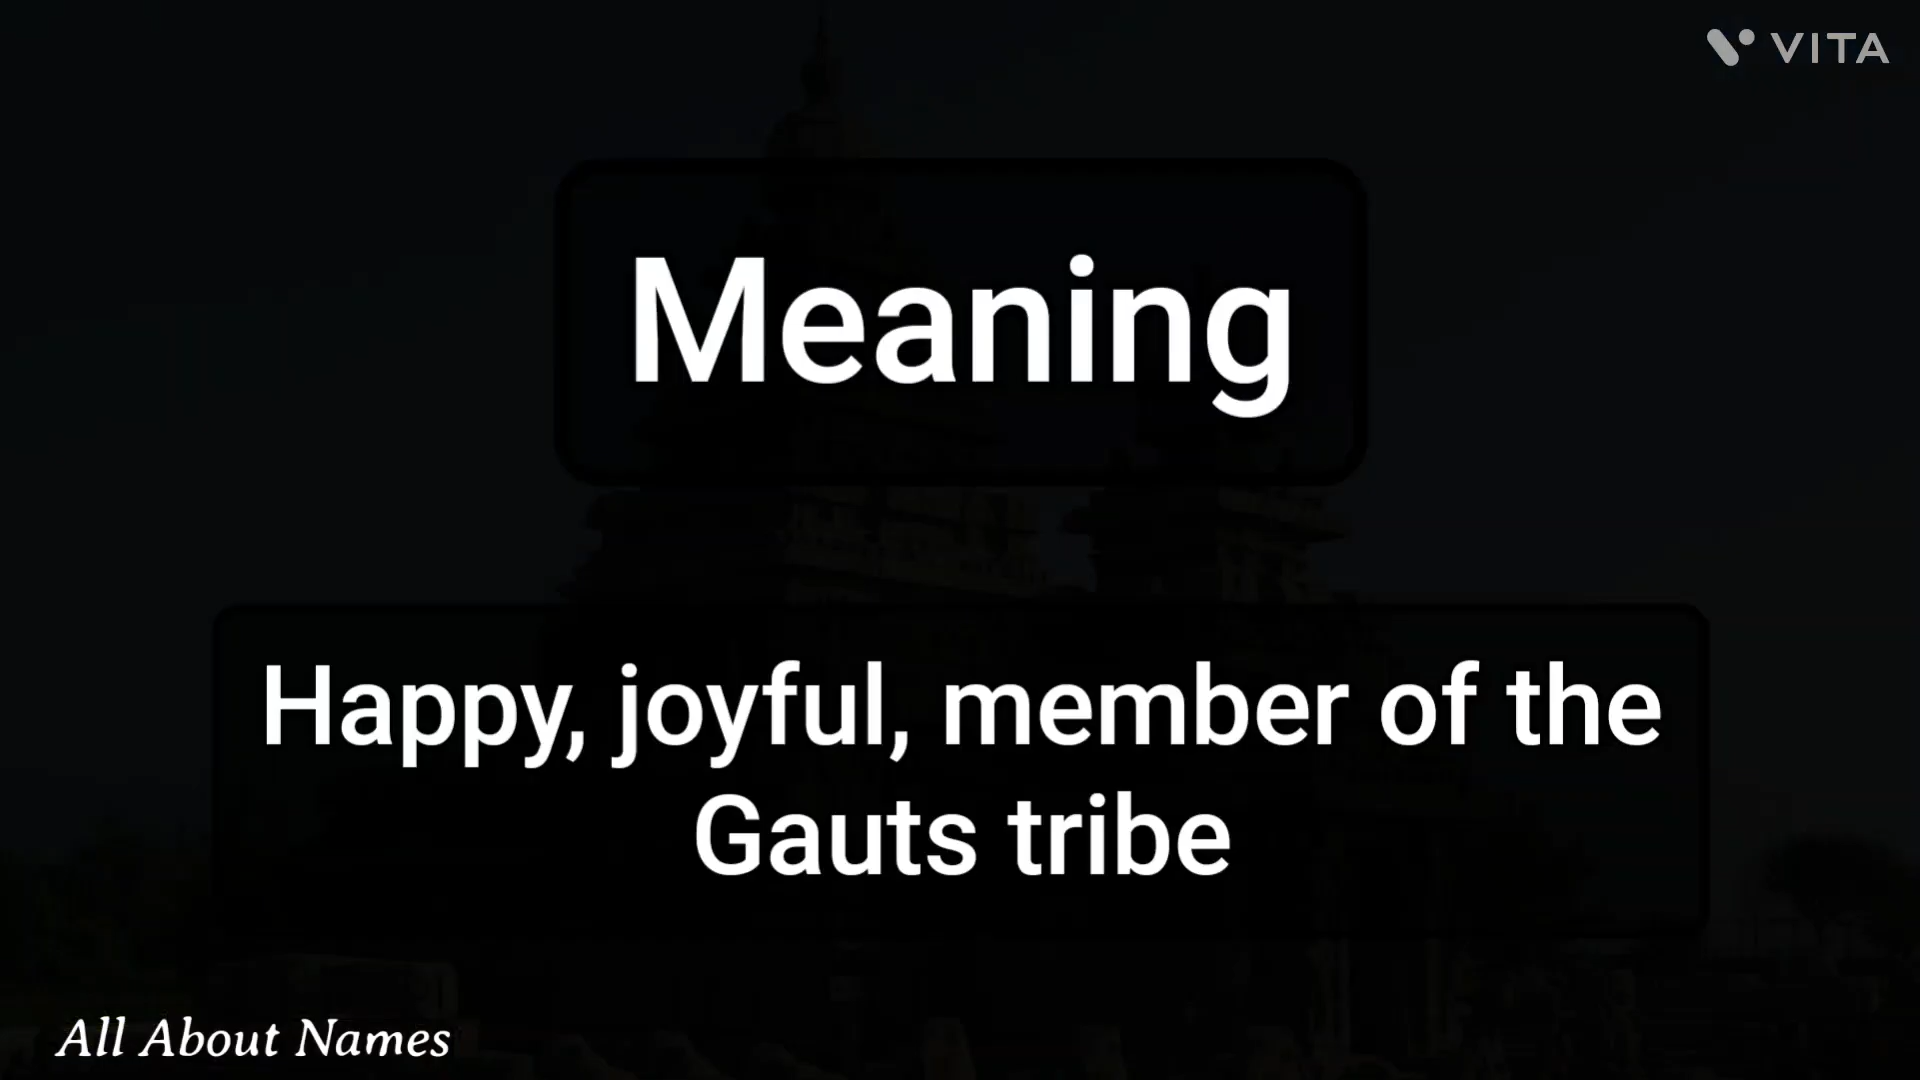 VITA
Meaning
Happy, joyful, member of the
Gauts tribe
All About Names